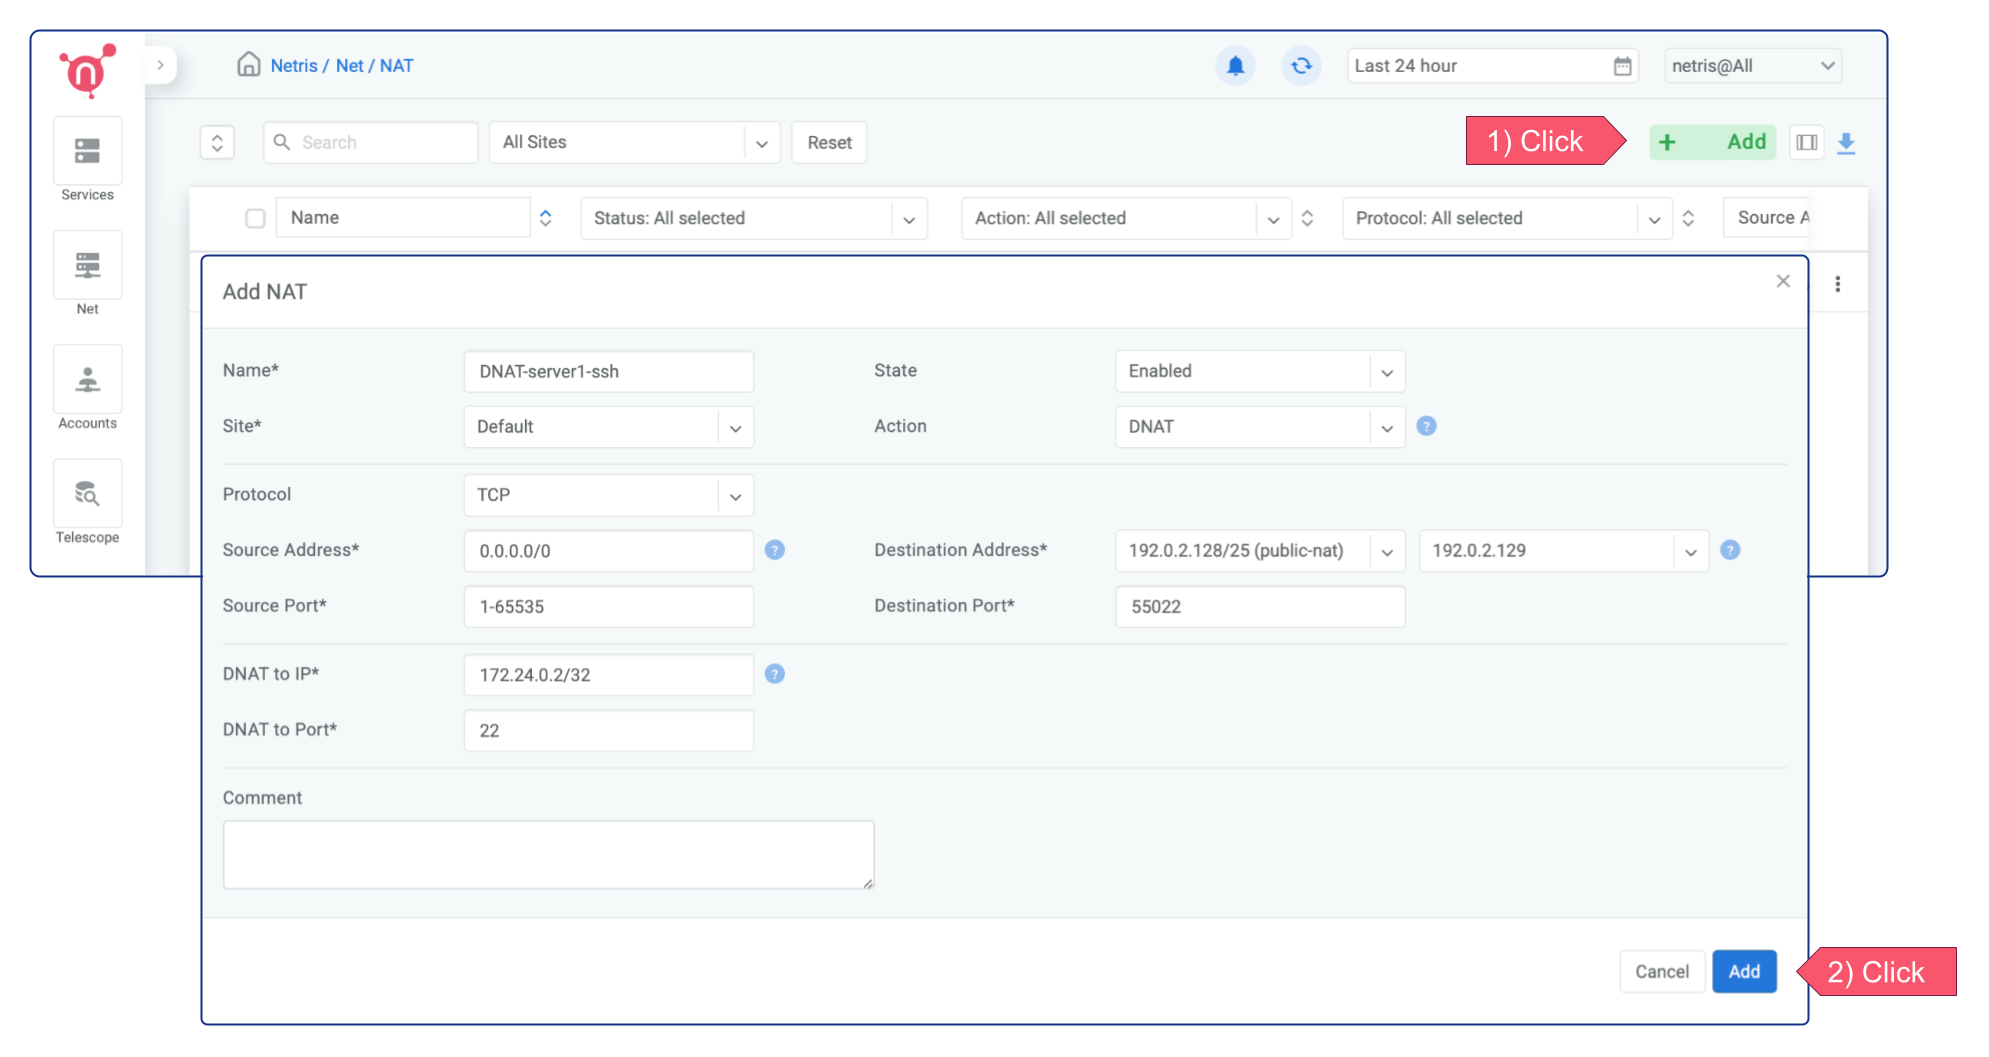 Netris / Net / NAT
Last 24 hour
netris@All
Search
All Sites
Reset
1) Click
+ Add
Services
Name
Status: All selected
Action: All selected
Protocol: All selected
Source A
Net
Accounts
Telescope
Add NAT
Name*
DNAT-server1-ssh
State
Enabled
Site*
Default
Action
DNAT
?
Protocol
TCP
Source Address*
0.0.0.0/0
?
Destination Address*
192.0.2.128/25 (public-nat)
192.0.2.129
?
Source Port*
1-65535
Destination Port*
55022
DNAT to IP*
172.24.0.2/32
?
DNAT to Port*
22
Comment
Cancel
Add
2) Click